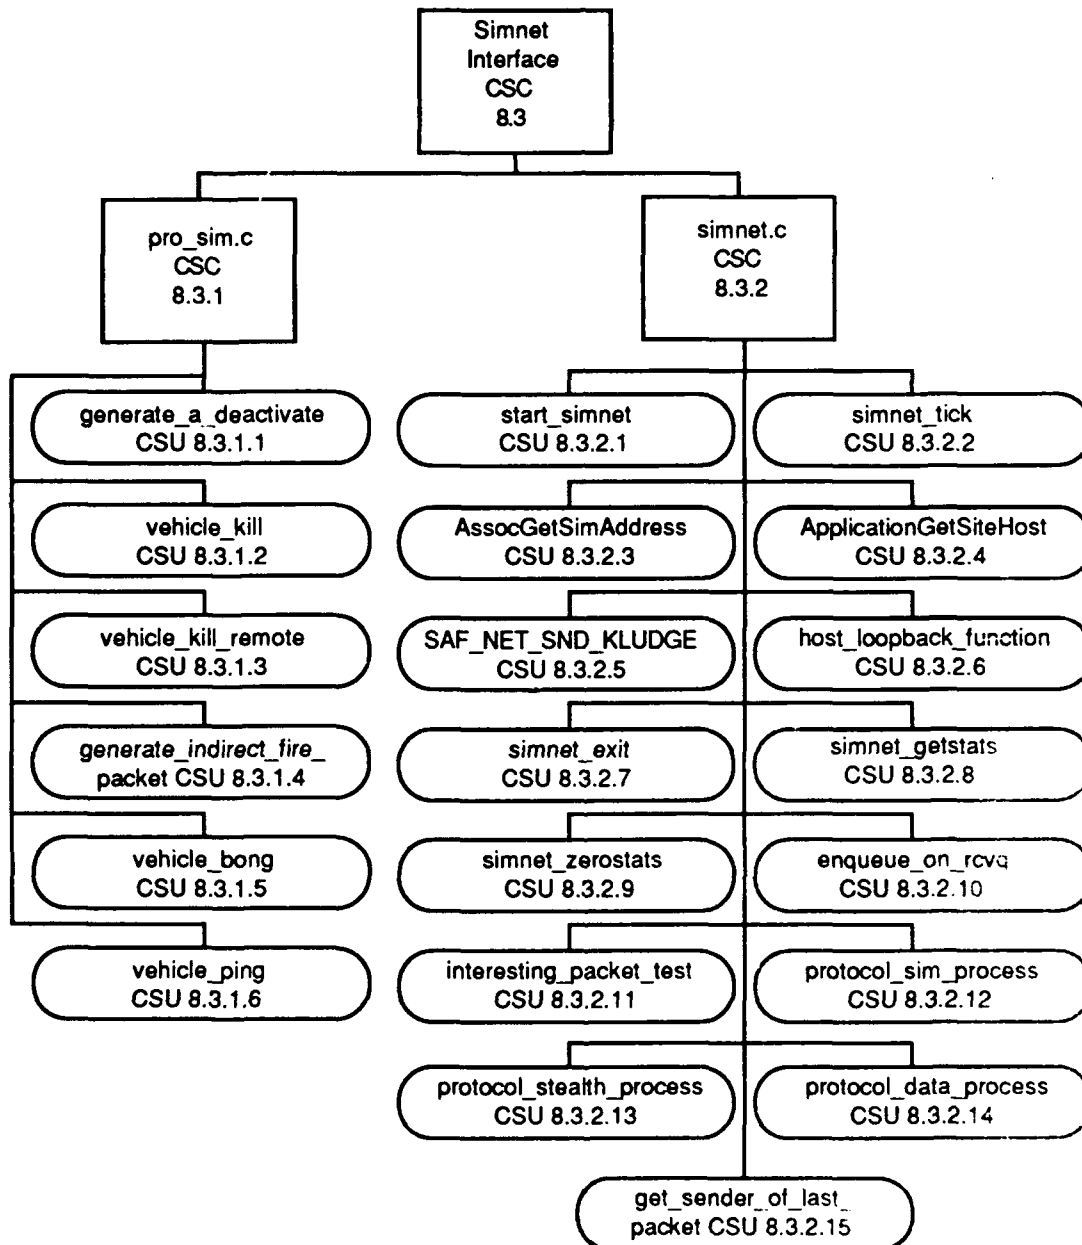 Simnet
Interface
CSC
8.3
pro_sim.c
CSC
8.3.1
simnet.c
CSC
8.3.2
generate_a_deactivate
CSU 8.3.1.1
vehicle_kill
CSU 8.3.1.2
vehicle_kill_remote
CSU 8.3.1.3
generate_indirect_fire_
packet CSU 8.3.1.4
vehicle_bong
CSU 8.3.1.5
vehicle_ping
CSU 8.3.1.6
start_simnet
CSU 8.3.2.1
simnet_tick
CSU 8.3.2.2
AssocGetSimAddress
CSU 8.3.2.3
ApplicationGetSiteHost
CSU 8.3.2.4
SAF_NET_SND_KLUDGE
CSU 8.3.2.5
host_loopback_function
CSU 8.3.2.6
simnet_exit
CSU 8.3.2.7
simnet_getstats
CSU 8.3.2.8
simnet_zerostats
CSU 8.3.2.9
enqueue_on_rcvq
CSU 8.3.2.10
interesting_packet_test
CSU 8.3.2.11
protocol_sim_process
CSU 8.3.2.12
protocol_stealth_process
CSU 8.3.2.13
protocol_data_process
CSU 8.3.2.14
get_sender_of_last_
packet CSU 8.3.2.15